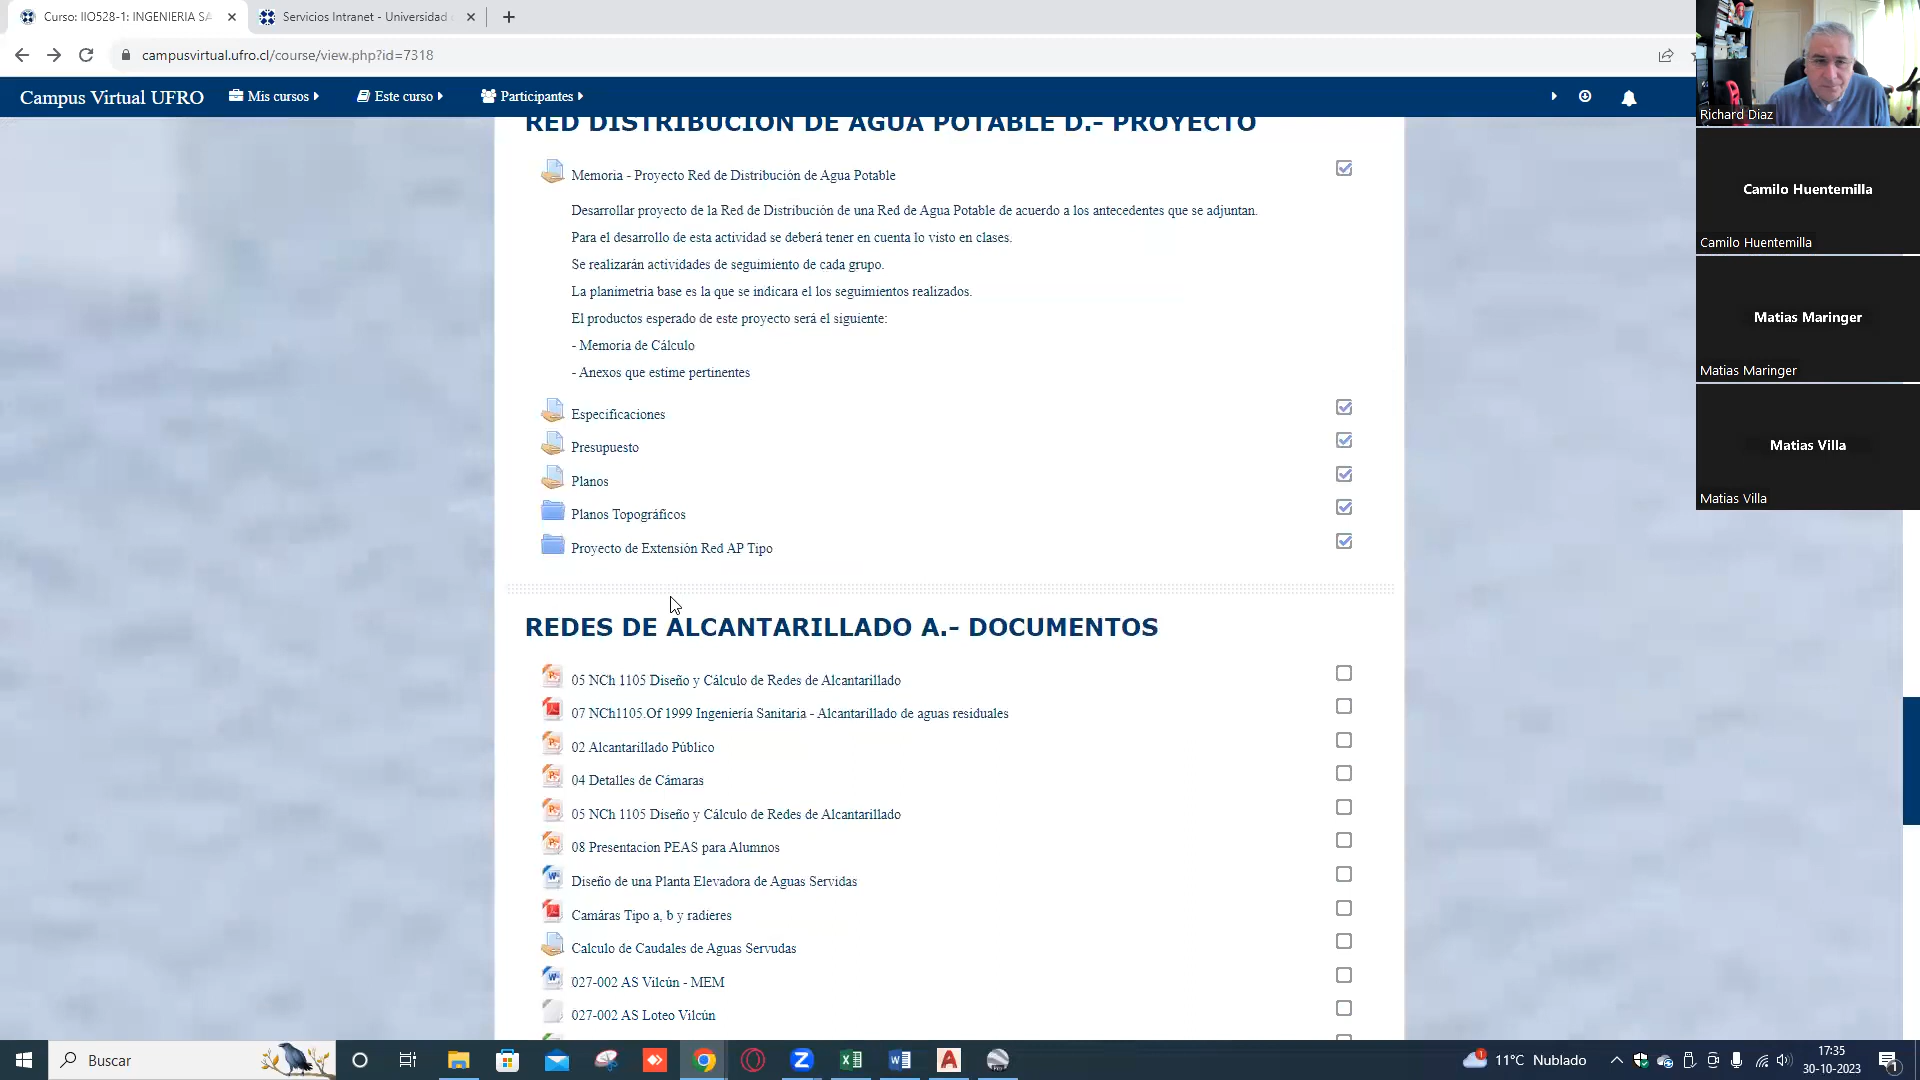 Curso: IIO528-1: INGENIERIA SA
Servicios Intranet - Universidad
campusvirtual.ufro.cl/course/view.php?id=7318
Campus Virtual UFRO
Mis cursos
Este curso
Participantes
RED DISTRIBUCIÓN DE AGUA POTABLE D.- PROYECTO
Memoria - Proyecto Red de Distribución de Agua Potable
Desarrollar proyecto de la Red de Distribución de una Red de Agua Potable de acuerdo a los antecedentes que se adjuntan.
Para el desarrollo de esta actividad se deberá tener en cuenta lo visto en clases.
Se realizarán actividades de seguimiento de cada grupo.
La planimetria base es la que se indicara el los seguimientos realizados.
El productos esperado de este proyecto será el siguiente:
- Memoria de Cálculo
- Anexos que estime pertinentes
Especificaciones
Presupuesto
Planos
Planos Topográficos
Proyecto de Extensión Red AP Tipo
REDES DE ALCANTARILLADO A.- DOCUMENTOS
05 NCh 1105 Diseño y Cálculo de Redes de Alcantarillado
07 NCh1105.Of 1999 Ingeniería Sanitaria - Alcantarillado de aguas residuales
02 Alcantarillado Público
04 Detalles de Cámaras
05 NCh 1105 Diseño y Cálculo de Redes de Alcantarillado
08 Presentacion PEAS para Alumnos
Diseño de una Planta Elevadora de Aguas Servidas
Camáras Tipo a, b y radieres
Calculo de Caudales de Aguas Servudas
027-002 AS Vilcún - MEM
027-002 AS Loteo Vilcún
Richard Diaz
Camilo Huentemilla
Camilo Huentemilla
Matias Maringer
Matias Maringer
Matias Villa
Matias Villa
Buscar
11°C Nublado
17:35
30-10-2023